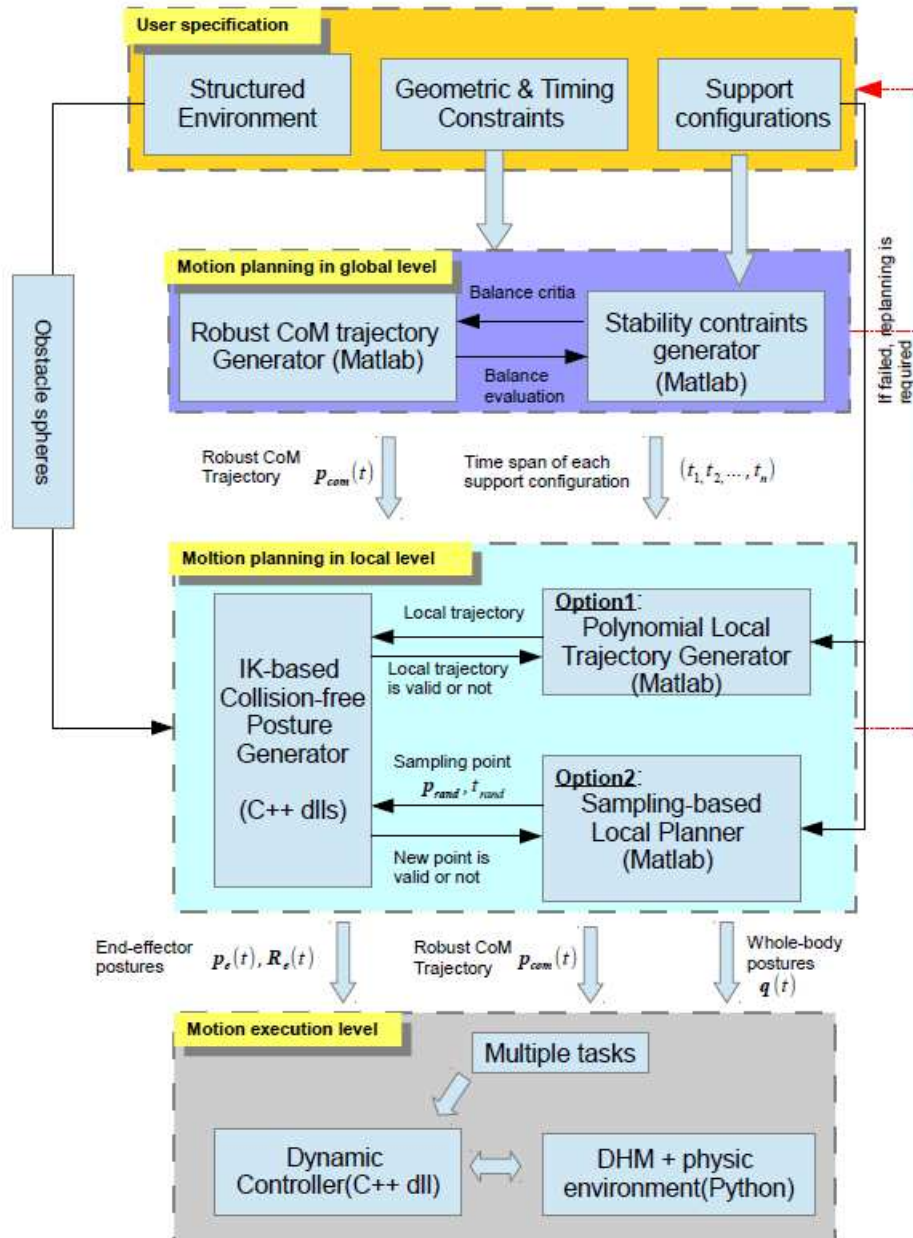 User specification
Structured
Environment
Geometric & Timing
Constraints
Support
configurations
Obstacle spheres
If failed, replanning is
required
Motion planning in global level
Robust CoM trajectory
Generator (Matlab)
Balance critia
Balance
evaluation
Stability contraints
generator
(Matlab)
Robust CoM
Trajectory
p_com(t)
Time span of each
support configuration
(t_1, t_2, ..., t_n)
Moltion planning in local level
IK-based
Collision-free
Posture
Generator
(C++ dlls)
Local trajectory
Local trajectory
is valid or not
Option1:
Polynomial Local
Trajectory Generator
(Matlab)
Sampling point
p_rand, t_rand
New point is
valid or not
Option2:
Sampling-based
Local Planner
(Matlab)
End-effector
postures
p_e(t), R_e(t)
Robust CoM
Trajectory
p_com(t)
Whole-body
postures
q(t)
Motion execution level
Multiple tasks
Dynamic
Controller(C++ dll)
DHM + physic
environment(Python)